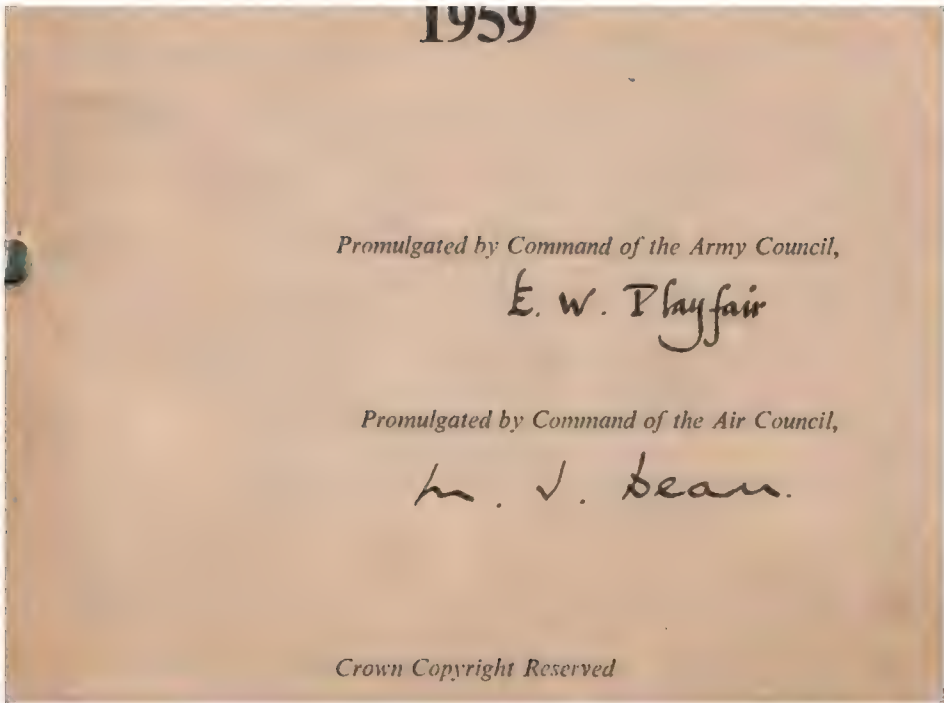 1959
Promulgated by Command of the Army Council,
E. W. Playfair
Promulgated by Command of the Air Council,
M. J. Dean.
Crown Copyright Reserved